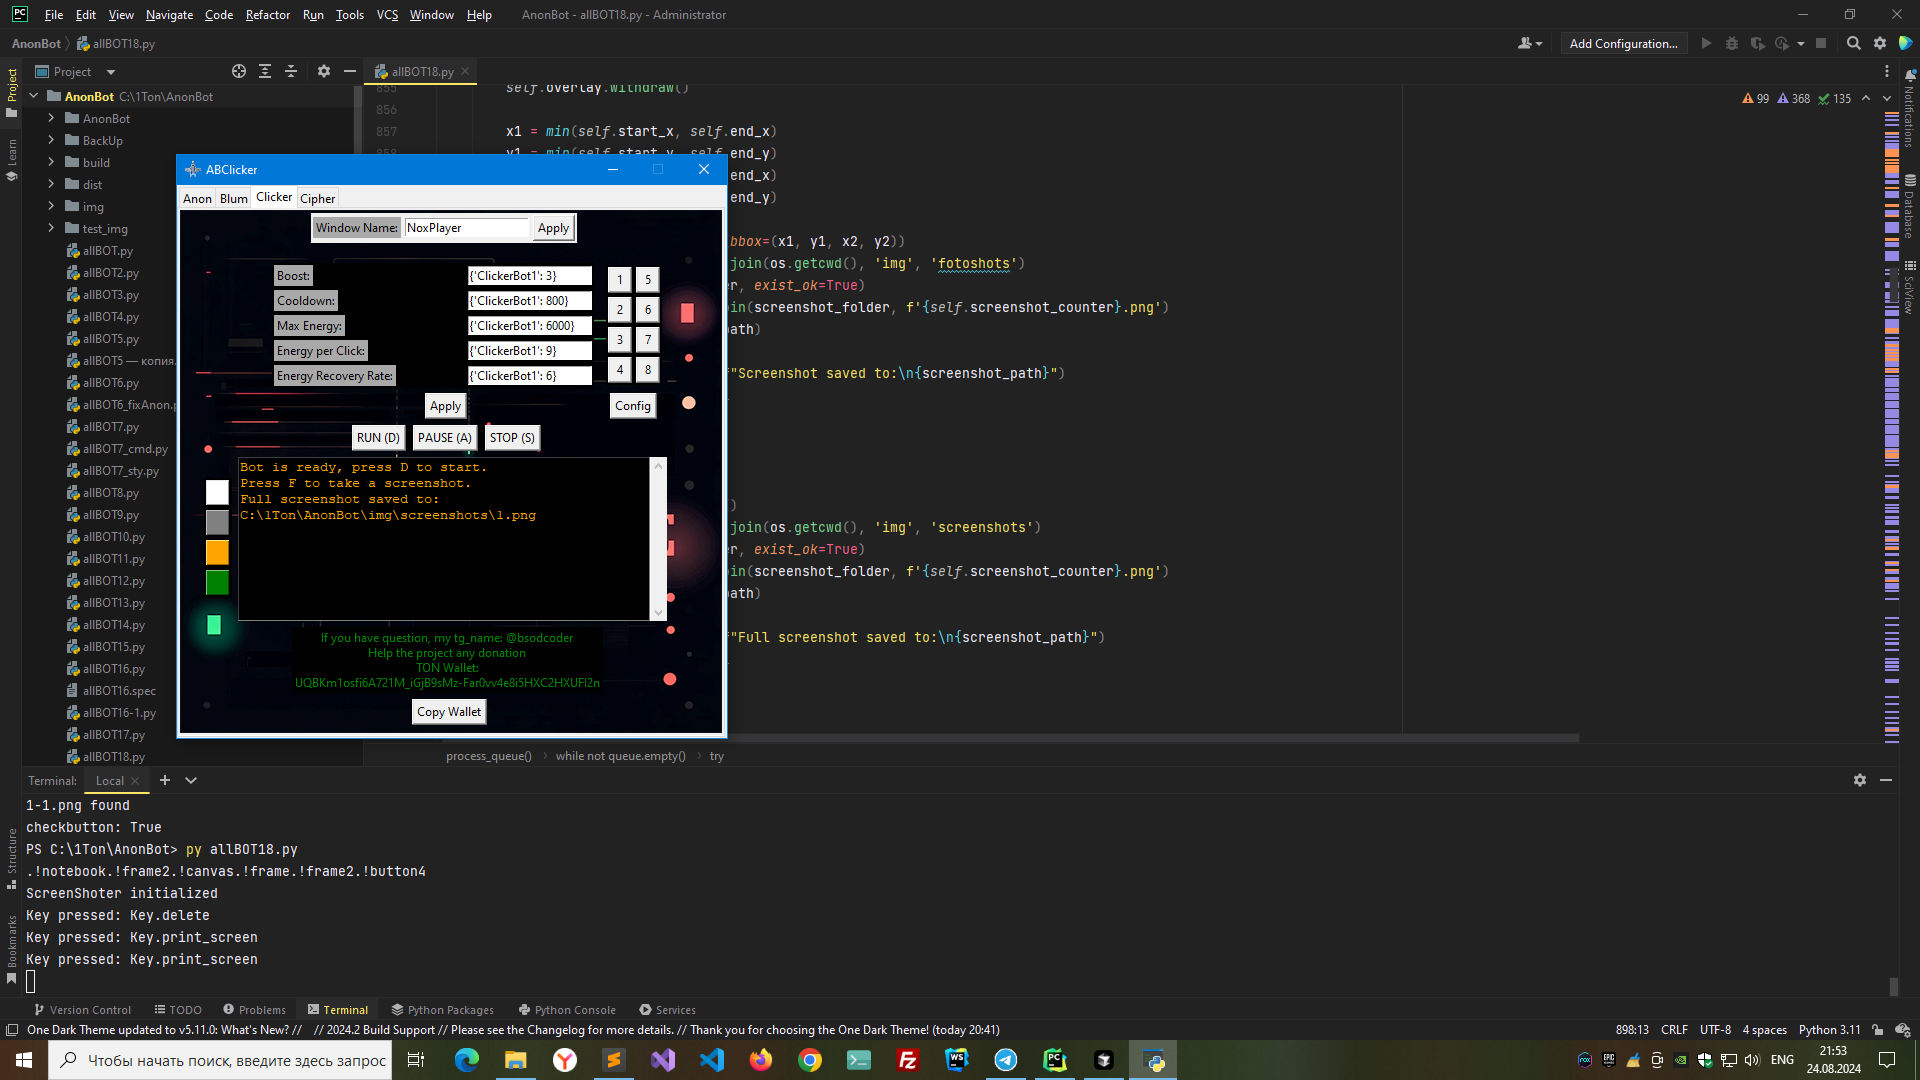 File Edit View Navigate Code Refactor Run Tools VCS Window Help AnonBot - allBOT18.py - Administrator
AnonBot allBOT18.py Add Configuration...
Project allBOT18.py
AnonBot C:\1Ton\AnonBot
AnonBot
BackUp
build
dist
img
test_img
allBOT.py
allBOT2.py
allBOT3.py
allBOT4.py
allBOT5.py
allBOT5 — копия.
allBOT6.py
allBOT6_fixAnon.p
allBOT7.py
allBOT7_cmd.py
allBOT7_sty.py
allBOT8.py
allBOT9.py
allBOT10.py
allBOT11.py
allBOT12.py
allBOT13.py
allBOT14.py
allBOT15.py
allBOT16.py
allBOT16.spec
allBOT16-1.py
allBOT17.py
allBOT18.py
Project
Learn
Structure
Bookmarks
Notifications
Database
SciView
99 368 135
855 self.overlay.withdraw()
856
857 x1 = min(self.start_x, self.end_x)
858 y1 = min(self.start_y, self.end_y)
end_x)
end_y)
bbox=(x1, y1, x2, y2))
join(os.getcwd(), 'img', 'fotoshots')
er, exist_ok=True)
oin(screenshot_folder, f'{self.screenshot_counter}.png')
path)
f"Screenshot saved to:\n{screenshot_path}")
)
join(os.getcwd(), 'img', 'screenshots')
er, exist_ok=True)
oin(screenshot_folder, f'{self.screenshot_counter}.png')
path)
f"Full screenshot saved to:\n{screenshot_path}")
process_queue() while not queue.empty() try
ABClicker
Anon Blum Clicker Cipher
Window Name: NoxPlayer Apply
Boost: {'ClickerBot1': 3} 1 5
Cooldown: {'ClickerBot1': 800} 2 6
Max Energy: {'ClickerBot1': 6000} 3 7
Energy per Click: {'ClickerBot1': 9} 4 8
Energy Recovery Rate: {'ClickerBot1': 6}
Apply Config
RUN (D) PAUSE (A) STOP (S)
Bot is ready, press D to start.
Press F to take a screenshot.
Full screenshot saved to:
C:\1Ton\AnonBot\img\screenshots\1.png
If you have question, my tg_name: @bsodcoder
Help the project any donation
TON Wallet:
UQBKm1osfi6A721M_iGjB9sMz-Far0vv4e8i5HXC2HXUFI2n
Copy Wallet
Terminal: Local
1-1.png found
checkbutton: True
PS C:\1Ton\AnonBot> py allBOT18.py
.!notebook.!frame2.!canvas.!frame.!frame2.!button4
ScreenShoter initialized
Key pressed: Key.delete
Key pressed: Key.print_screen
Key pressed: Key.print_screen
Version Control TODO Problems Terminal Python Packages Python Console Services
One Dark Theme updated to v5.11.0: What's New? // // 2024.2 Build Support // Please see the Changelog for more details. // Thank you for choosing the One Dark Theme! (today 20:41) 898:13 CRLF UTF-8 4 spaces Python 3.11
Чтобы начать поиск, введите здесь запрос ENG 21:53
24.08.2024